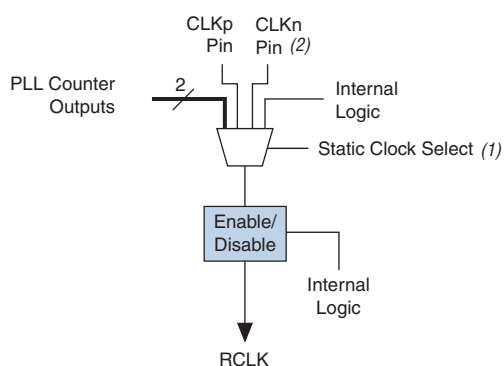 CLKp
Pin
CLKn
Pin (2)
PLL Counter
Outputs
2
Internal
Logic
Static Clock Select (1)
Enable/
Disable
Internal
Logic
RCLK